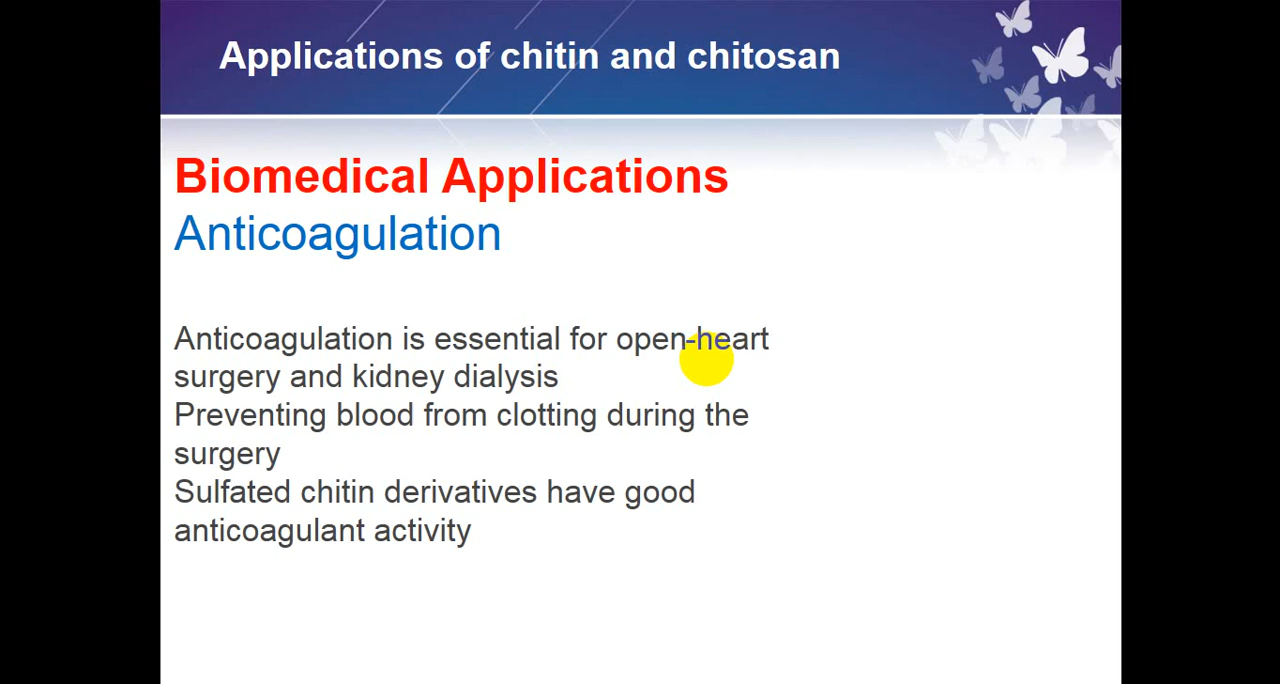 Applications of chitin and chitosan
Biomedical Applications
Anticoagulation
Anticoagulation is essential for open-heart
surgery and kidney dialysis
Preventing blood from clotting during the
surgery
Sulfated chitin derivatives have good
anticoagulant activity